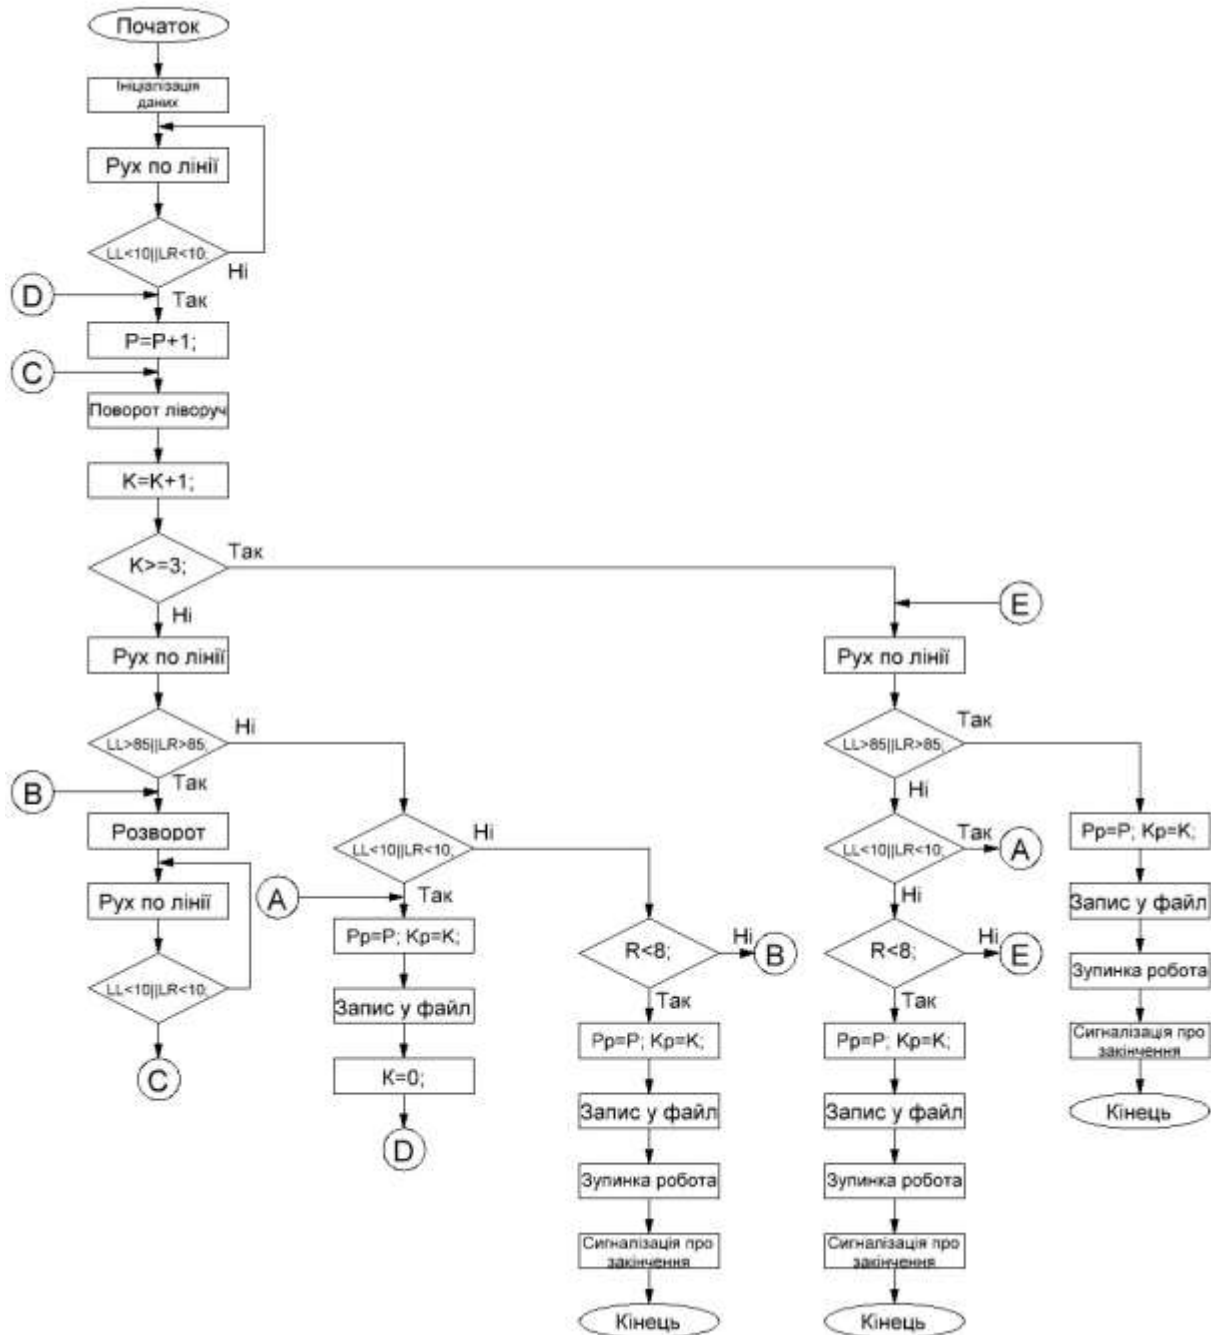 Початок
Ініціалізація
даних
Рух по лінії
LL<10||LR<10;
Ні
D
Так
P=P+1;
C
Поворот ліворуч
K=K+1;
K>=3;
Так
Ні
E
Рух по лінії
Рух по лінії
LL>85||LR>85;
Ні
Так
B
Розворот
Рух по лінії
LL<10||LR<10;
C
LL<10||LR<10;
Ні
A
Так
Pp=P; Kp=K;
Запис у файл
K=0;
D
R<8;
Ні
B
Так
Pp=P; Kp=K;
Запис у файл
Зупинка робота
Сигналізація про
закінчення
Кінець
LL>85||LR>85;
Так
Ні
LL<10||LR<10;
Так
A
Ні
R<8;
Ні
E
Так
Pp=P; Kp=K;
Запис у файл
Зупинка робота
Сигналізація про
закінчення
Кінець
Pp=P; Kp=K;
Запис у файл
Зупинка робота
Сигналізація про
закінчення
Кінець